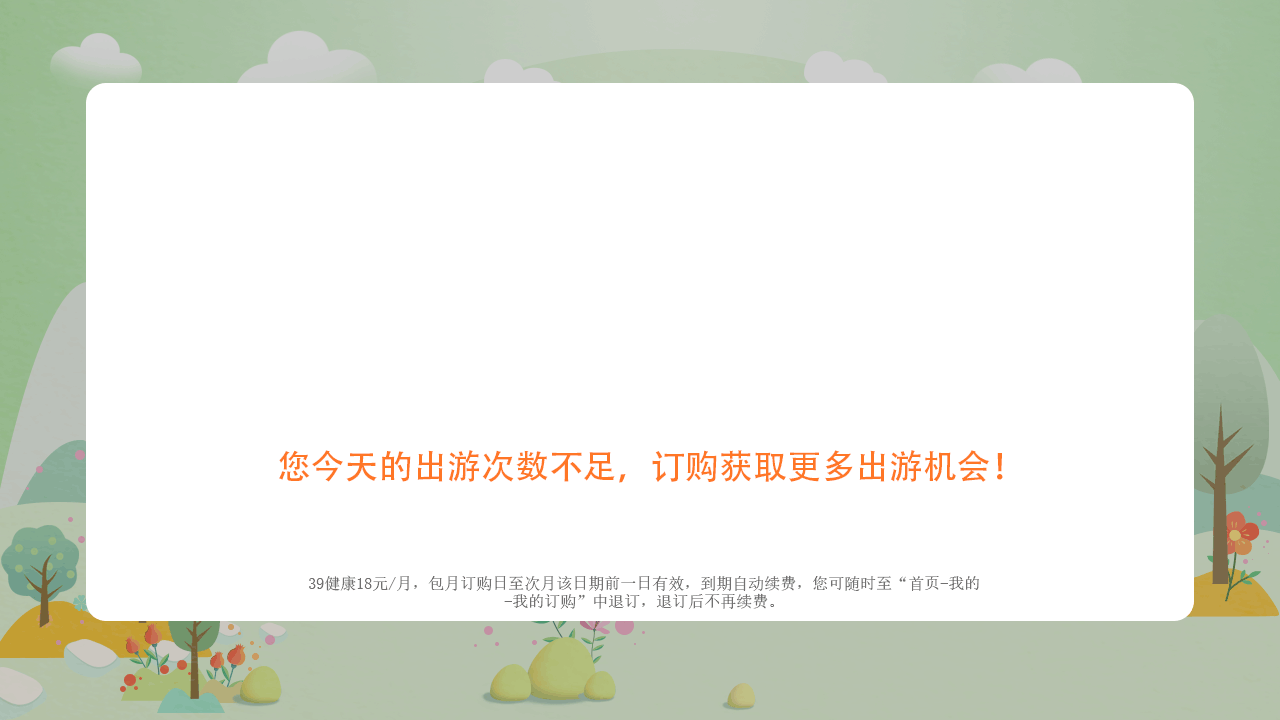 您今天的出游次数不足，订购获取更多出游机会！
39健康18元/月，包月订购日至次月该日期前一日有效，到期自动续费，您可随时至“首页-我的
-我的订购”中退订，退订后不再续费。